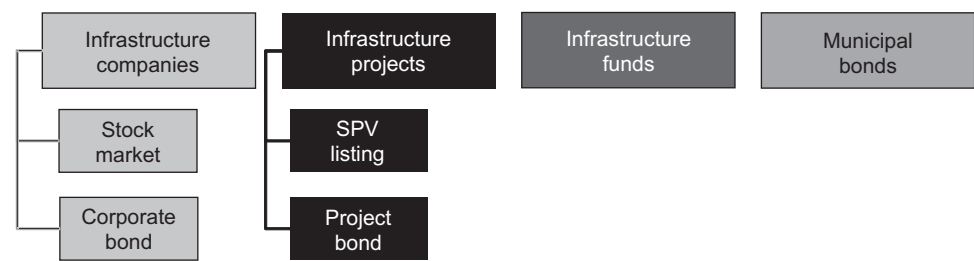 Infrastructure
companies
Infrastructure
projects
Infrastructure
funds
Municipal
bonds
Stock
market
SPV
listing
Corporate
bond
Project
bond